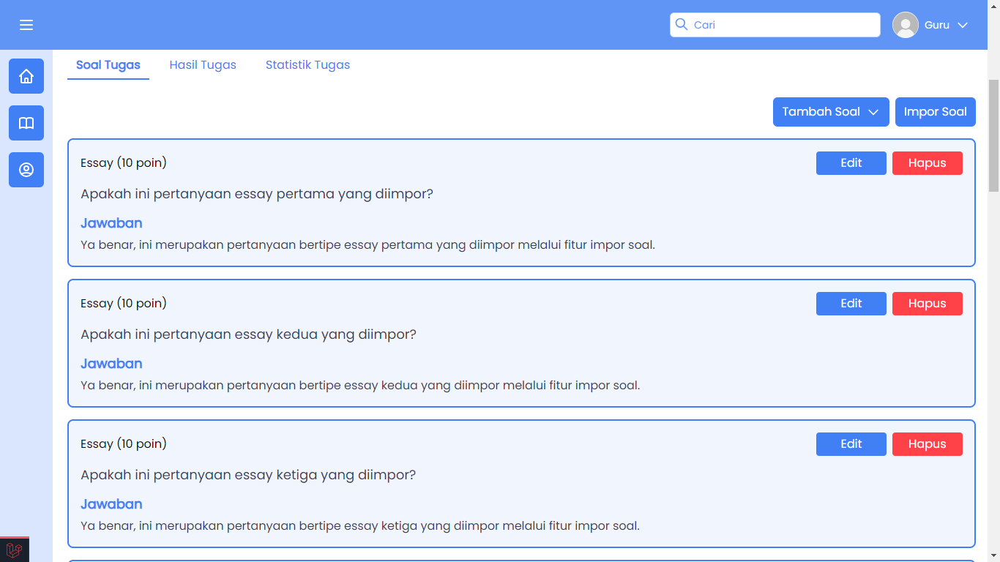 Cari
Guru
Soal Tugas Hasil Tugas Statistik Tugas
Tambah Soal Impor Soal
Essay (10 poin) Edit Hapus
Apakah ini pertanyaan essay pertama yang diimpor?
Jawaban
Ya benar, ini merupakan pertanyaan bertipe essay pertama yang diimpor melalui fitur impor soal.
Essay (10 poin) Edit Hapus
Apakah ini pertanyaan essay kedua yang diimpor?
Jawaban
Ya benar, ini merupakan pertanyaan bertipe essay kedua yang diimpor melalui fitur impor soal.
Essay (10 poin) Edit Hapus
Apakah ini pertanyaan essay ketiga yang diimpor?
Jawaban
Ya benar, ini merupakan pertanyaan bertipe essay ketiga yang diimpor melalui fitur impor soal.